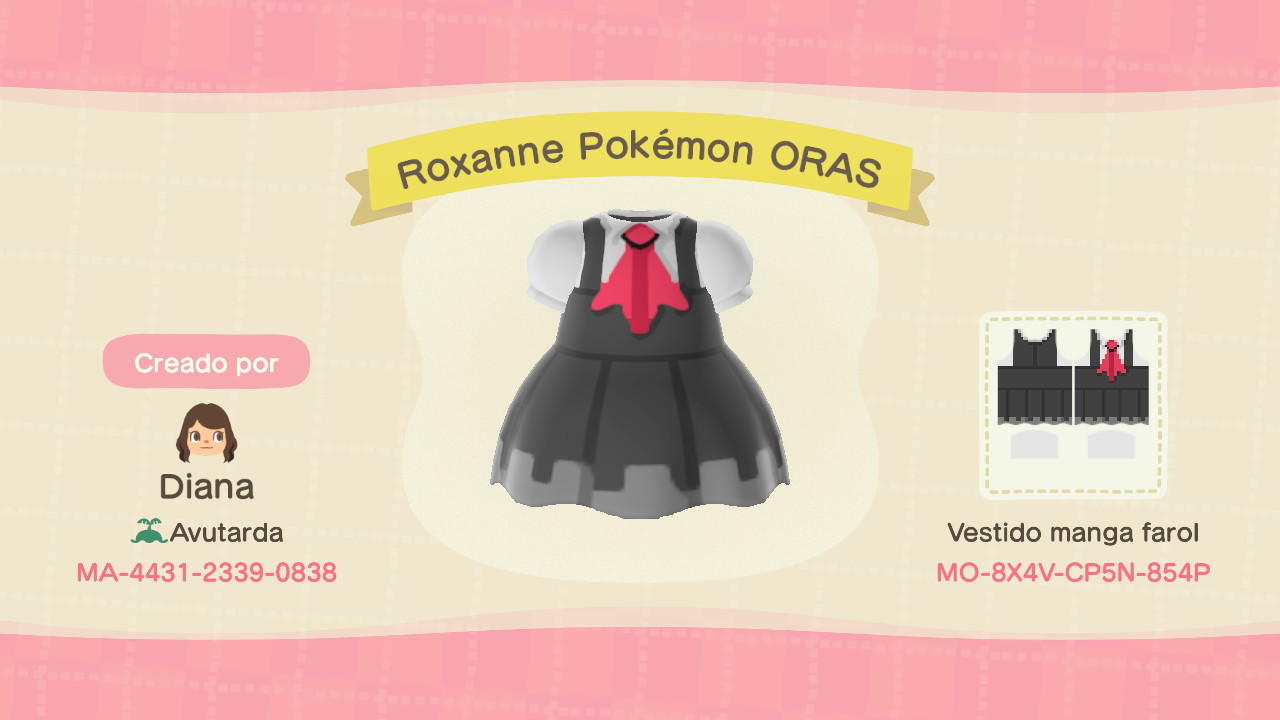 Roxanne Pokémon ORAS
Creado por
Diana
Avutarda
MA-4431-2339-0838
Vestido manga farol
MO-8X4V-CP5N-854P